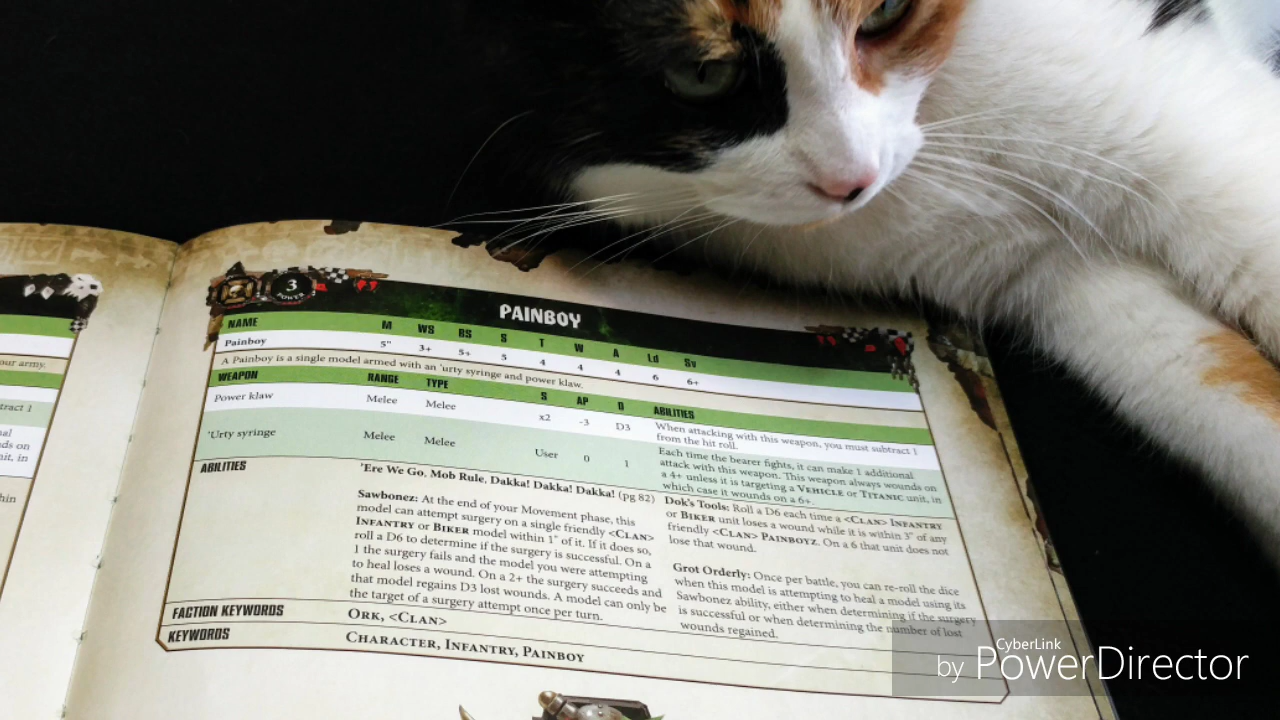 our army.
tract 1
nal
ds on
nit, in
hin
3
POWER
PAINBOY
NAME M WS BS S T W A Ld Sv
Painboy 5" 3+ 5+ 5 4 4 4 6 6+
A Painboy is a single model armed with an 'urty syringe and power klaw.
WEAPON RANGE TYPE S AP D ABILITIES
Power klaw Melee Melee x2 -3 D3 When attacking with this weapon, you must subtract 1
from the hit roll.
'Urty syringe Melee Melee User 0 1 Each time the bearer fights, it can make 1 additional
attack with this weapon. This weapon always wounds on
a 4+ unless it is targeting a VEHICLE or TITANIC unit, in
which case it wounds on a 6+.
ABILITIES
'Ere We Go, Mob Rule, Dakka! Dakka! Dakka! (pg 82)
Sawbonez: At the end of your Movement phase, this
model can attempt surgery on a single friendly <CLAN>
INFANTRY or BIKER model within 1" of it. If it does so,
roll a D6 to determine if the surgery is successful. On a
1 the surgery fails and the model you were attempting
to heal loses a wound. On a 2+ the surgery succeeds and
that model regains D3 lost wounds. A model can only be
the target of a surgery attempt once per turn.
Dok's Tools: Roll a D6 each time a <CLAN> INFANTRY
or BIKER unit loses a wound while it is within 3" of any
friendly <CLAN> PAINBOYZ. On a 6 that unit does not
lose that wound.
Grot Orderly: Once per battle, you can re-roll the dice
when this model is attempting to heal a model using its
Sawbonez ability, either when determining if the surgery
is successful or when determining the number of lost
wounds regained.
FACTION KEYWORDS ORK, <CLAN>
KEYWORDS CHARACTER, INFANTRY, PAINBOY
CyberLink
by PowerDirector